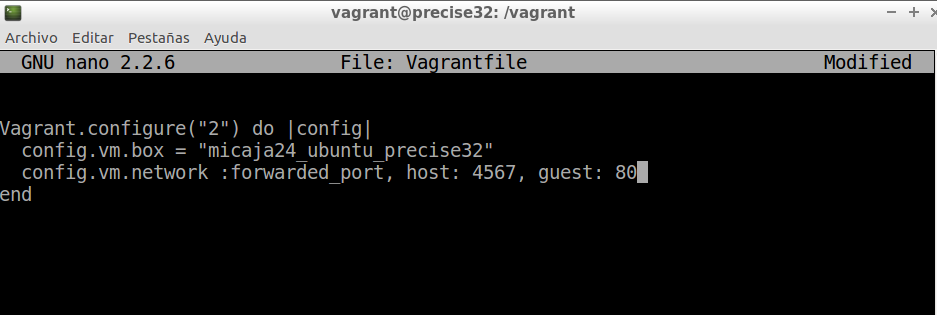 vagrant@precise32: /vagrant
Archivo Editar Pestañas Ayuda
GNU nano 2.2.6 File: Vagrantfile Modified
Vagrant.configure("2") do |config|
  config.vm.box = "micaja24_ubuntu_precise32"
  config.vm.network :forwarded_port, host: 4567, guest: 80
end